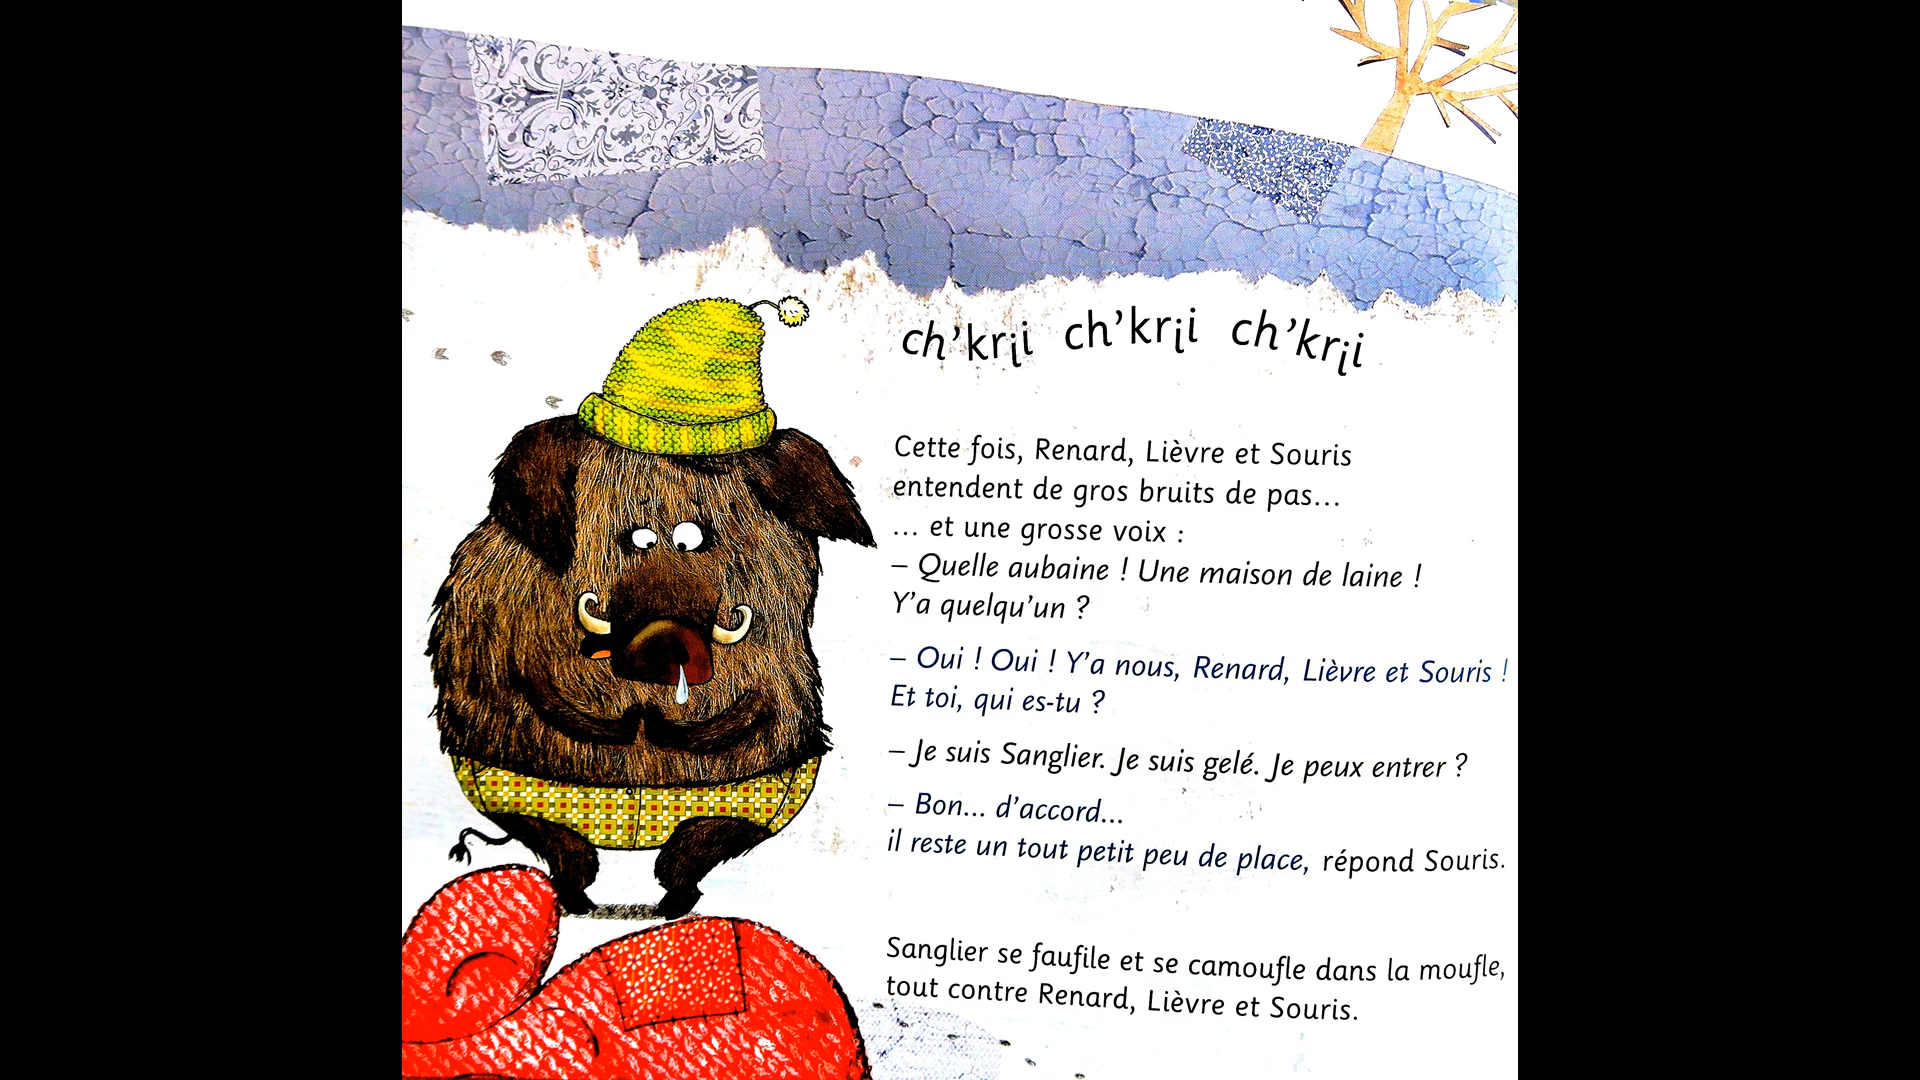 ch'krii ch'krii ch'krii
Cette fois, Renard, Lièvre et Souris
entendent de gros bruits de pas...
... et une grosse voix :
– Quelle aubaine ! Une maison de laine !
Y'a quelqu'un ?
– Oui ! Oui ! Y'a nous, Renard, Lièvre et Souris !
Et toi, qui es-tu ?
– Je suis Sanglier. Je suis gelé. Je peux entrer ?
– Bon... d'accord...
il reste un tout petit peu de place, répond Souris.
Sanglier se faufile et se camoufle dans la moufle,
tout contre Renard, Lièvre et Souris.